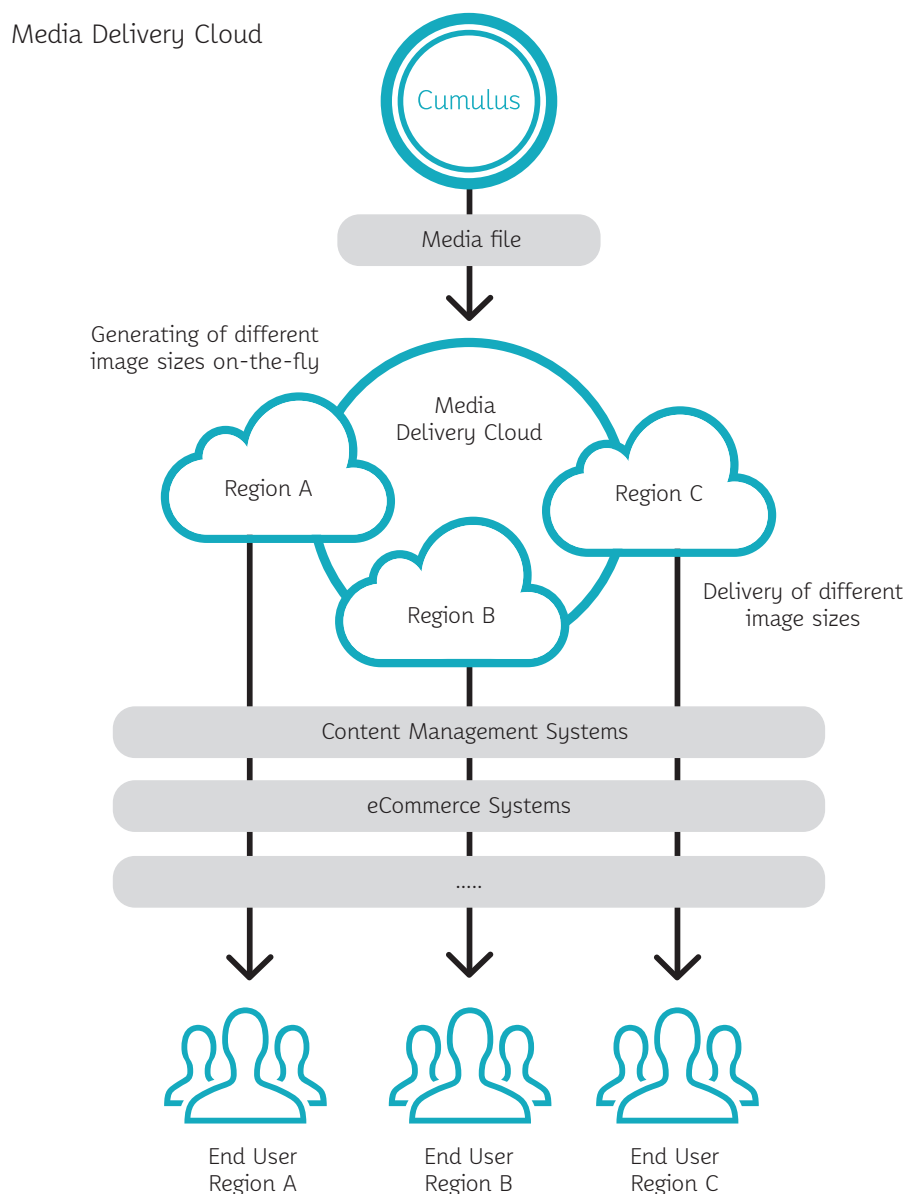 Media Delivery Cloud
Cumulus
Media file
Generating of different
image sizes on-the-fly
Media
Delivery Cloud
Region A
Region C
Region B
Delivery of different
image sizes
Content Management Systems
eCommerce Systems
.....
End User
Region A
End User
Region B
End User
Region C